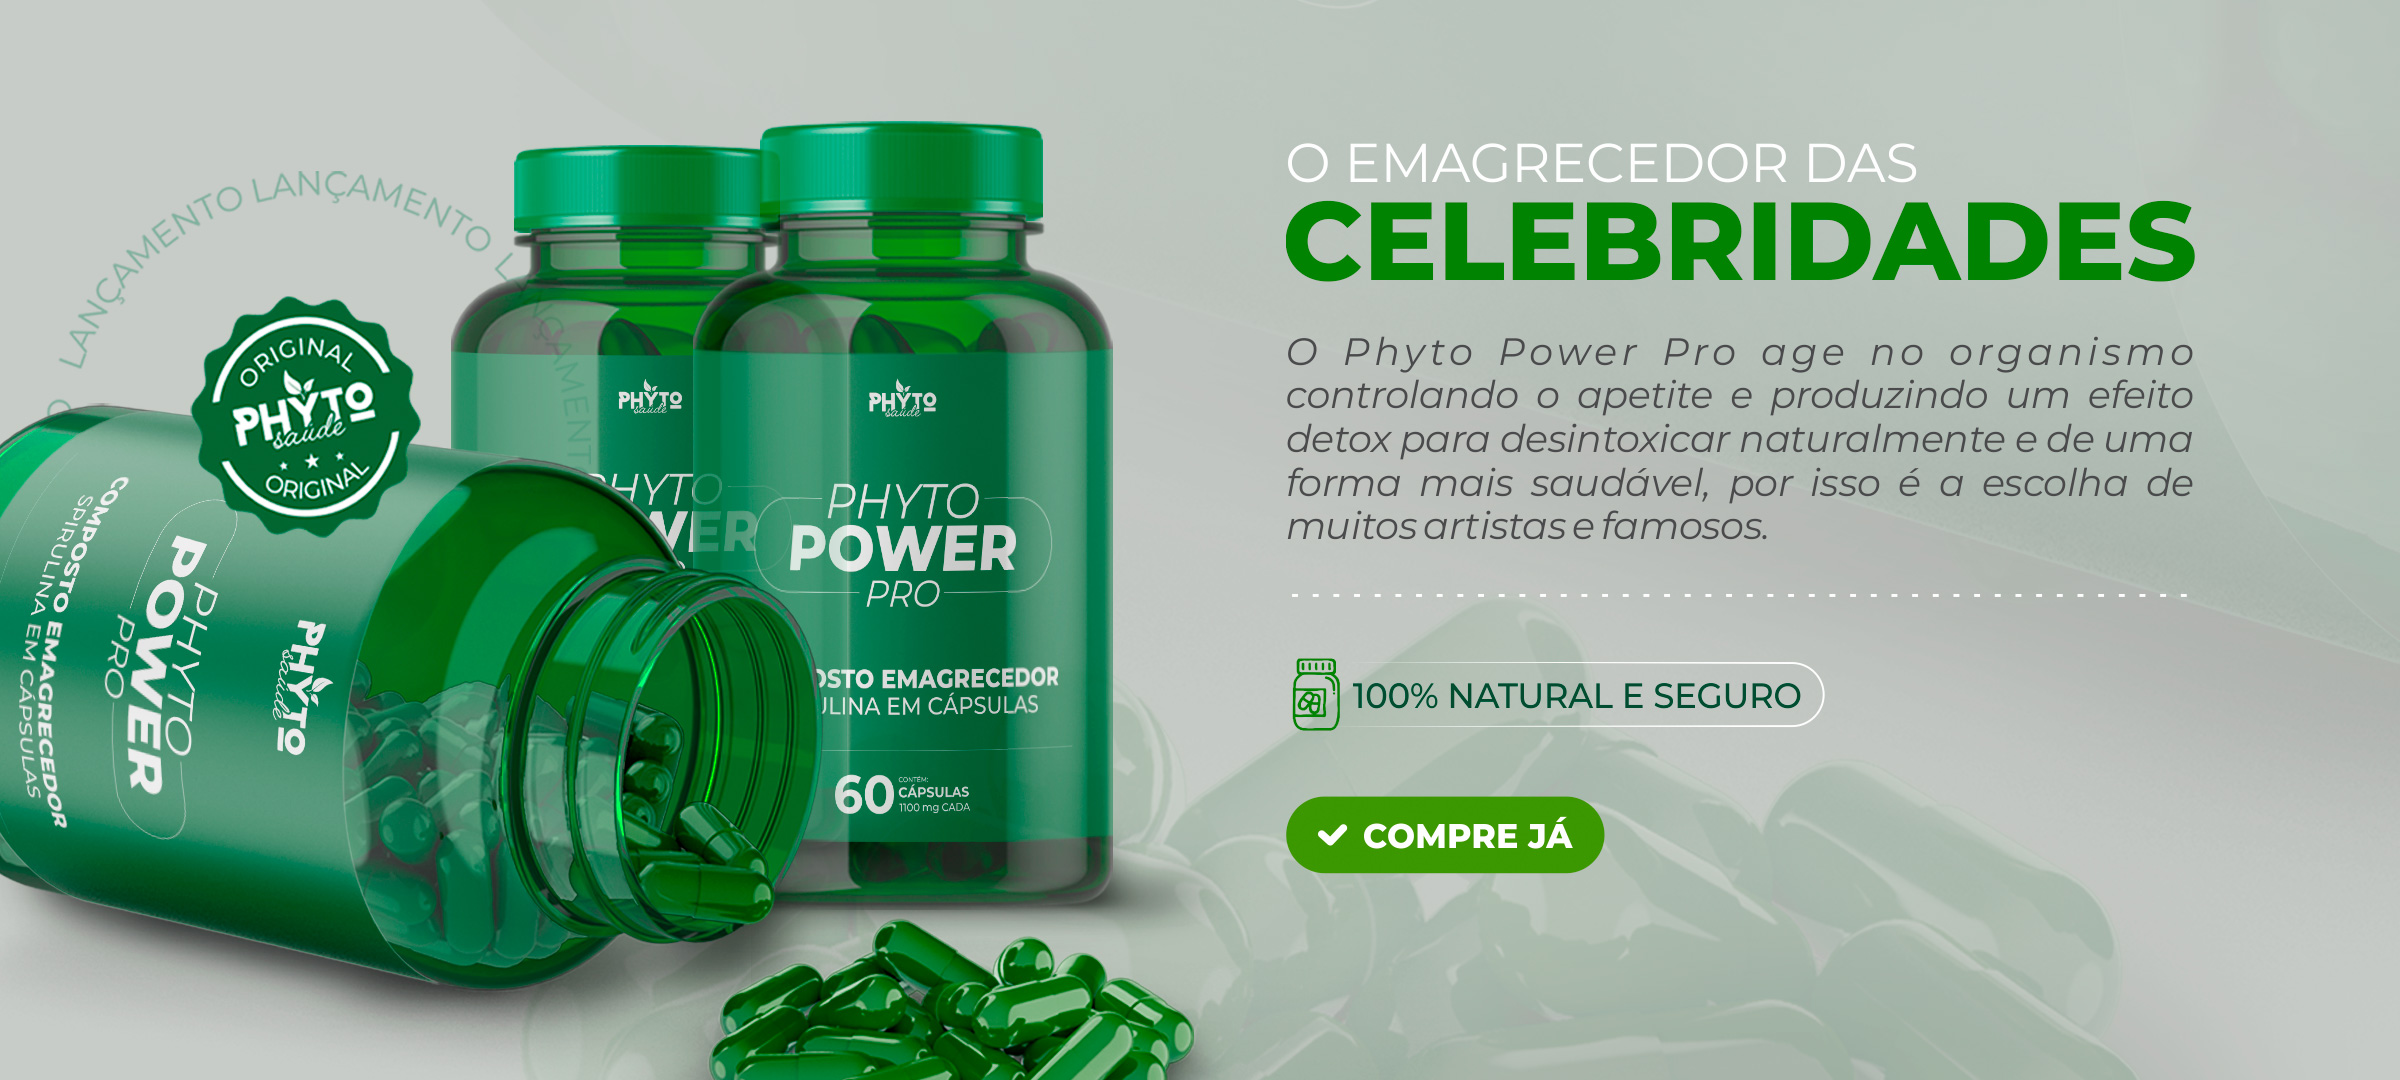 LANÇAMENTO LANÇAMENTO LANÇAMENTO
ORIGINAL
PHYTO
saúde
ORIGINAL
COMPOSTO EMAGRECEDOR
SPIRULINA EM CÁPSULAS
PHYTO
POWER
PRO
PHYTO
saúde
PHYTO
saúde
PHYTO
WER
PHYTO
saúde
PHYTO
POWER
PRO
OSTO EMAGRECEDOR
ULINA EM CÁPSULAS
60
CONTÉM:
CÁPSULAS
1100 mg CADA
O EMAGRECEDOR DAS
CELEBRIDADES
O Phyto Power Pro age no organismo
controlando o apetite e produzindo um efeito
detox para desintoxicar naturalmente e de uma
forma mais saudável, por isso é a escolha de
muitos artistas e famosos.
100% NATURAL E SEGURO
COMPRE JÁ